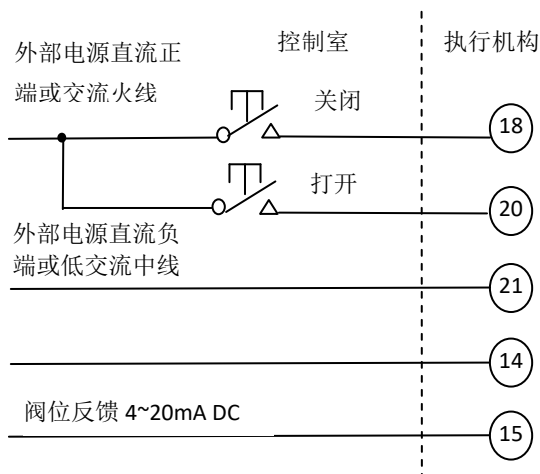 外部电源直流正
端或交流火线
控制室
执行机构
关闭
18
打开
20
外部电源直流负
端或低交流中线
21
14
阀位反馈 4~20mA DC
15